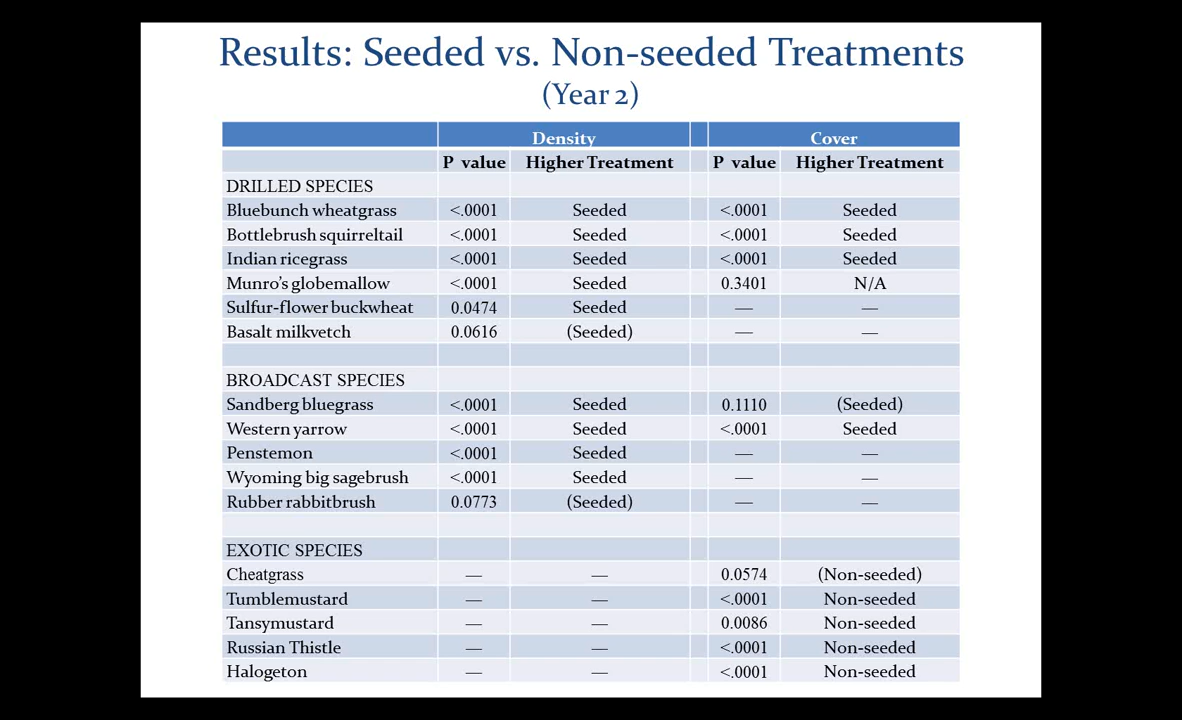 Results: Seeded vs. Non-seeded Treatments
(Year 2)
Density Cover
P value Higher Treatment P value Higher Treatment
DRILLED SPECIES
Bluebunch wheatgrass <.0001 Seeded <.0001 Seeded
Bottlebrush squirreltail <.0001 Seeded <.0001 Seeded
Indian ricegrass <.0001 Seeded <.0001 Seeded
Munro's globemallow <.0001 Seeded 0.3401 N/A
Sulfur-flower buckwheat 0.0474 Seeded — —
Basalt milkvetch 0.0616 (Seeded) — —
BROADCAST SPECIES
Sandberg bluegrass <.0001 Seeded 0.1110 (Seeded)
Western yarrow <.0001 Seeded <.0001 Seeded
Penstemon <.0001 Seeded — —
Wyoming big sagebrush <.0001 Seeded — —
Rubber rabbitbrush 0.0773 (Seeded) — —
EXOTIC SPECIES
Cheatgrass — — 0.0574 (Non-seeded)
Tumblemustard — — <.0001 Non-seeded
Tansymustard — — 0.0086 Non-seeded
Russian Thistle — — <.0001 Non-seeded
Halogeton — — <.0001 Non-seeded